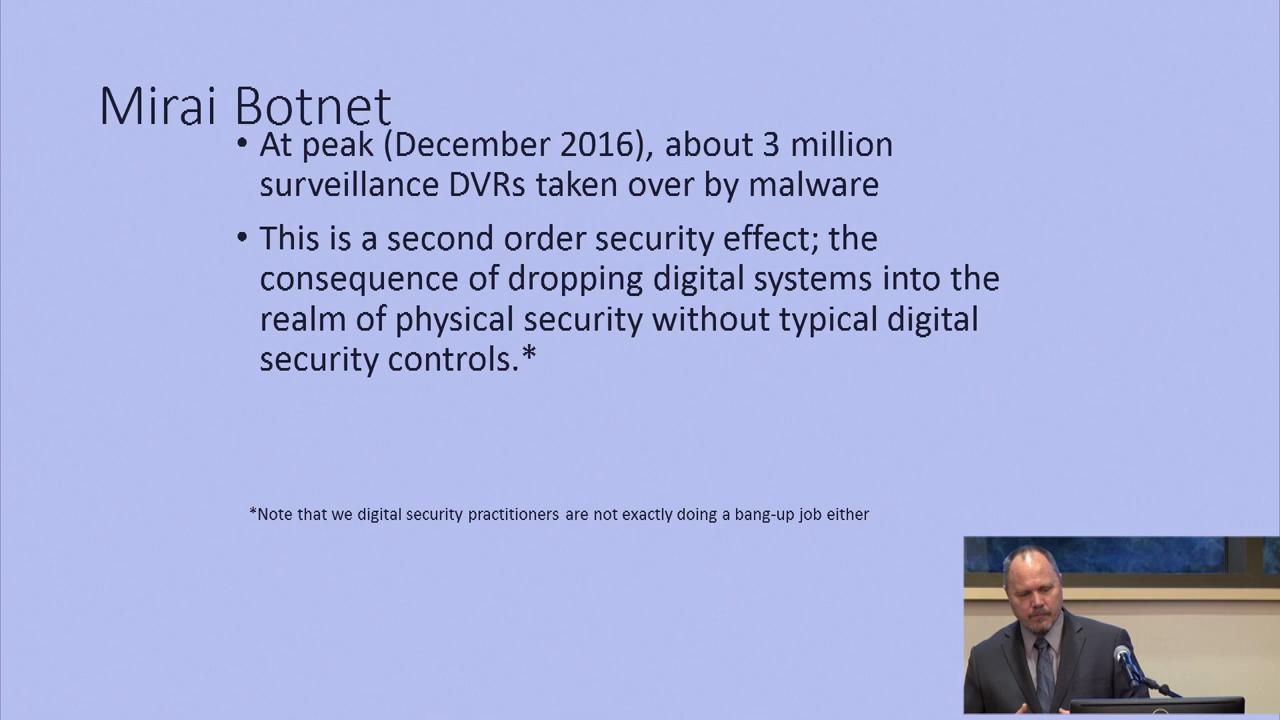 Mirai Botnet
• At peak (December 2016), about 3 million
surveillance DVRs taken over by malware
• This is a second order security effect; the
consequence of dropping digital systems into the
realm of physical security without typical digital
security controls.*
*Note that we digital security practitioners are not exactly doing a bang-up job either